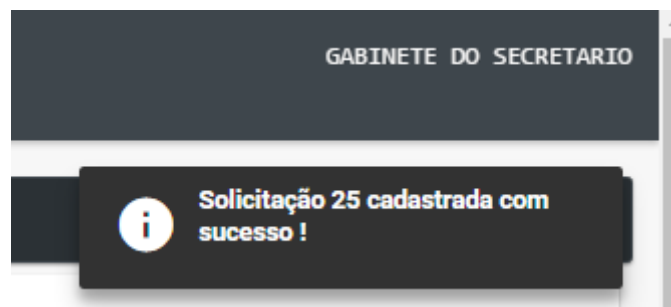 GABINETE DO SECRETARIO
Solicitação 25 cadastrada com
sucesso !